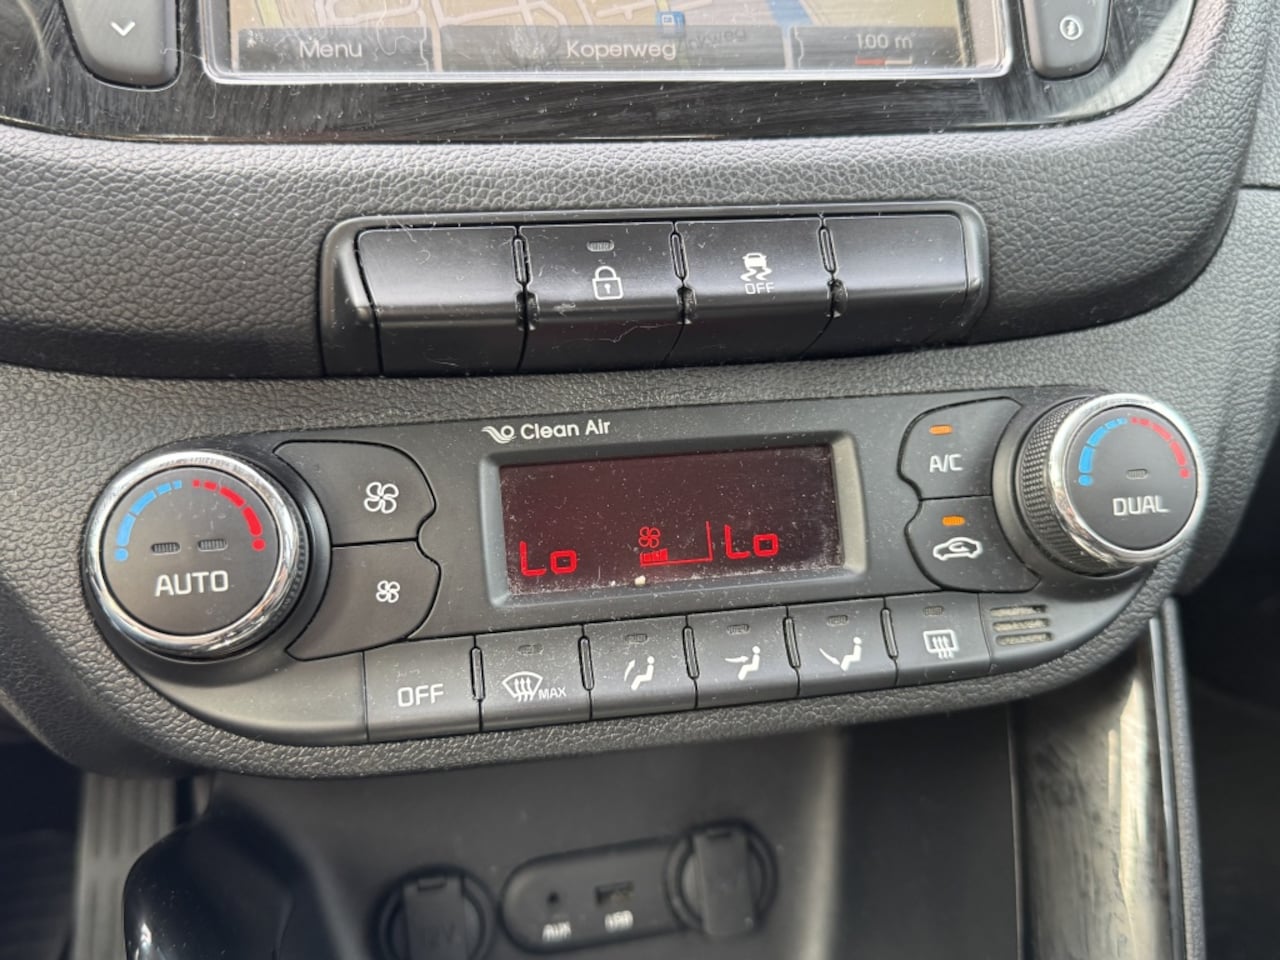 Menu
Koperweg
100 m
OFF
Clean Air
A/C
DUAL
AUTO
Lo
Lo
OFF
MAX
AUX
USB